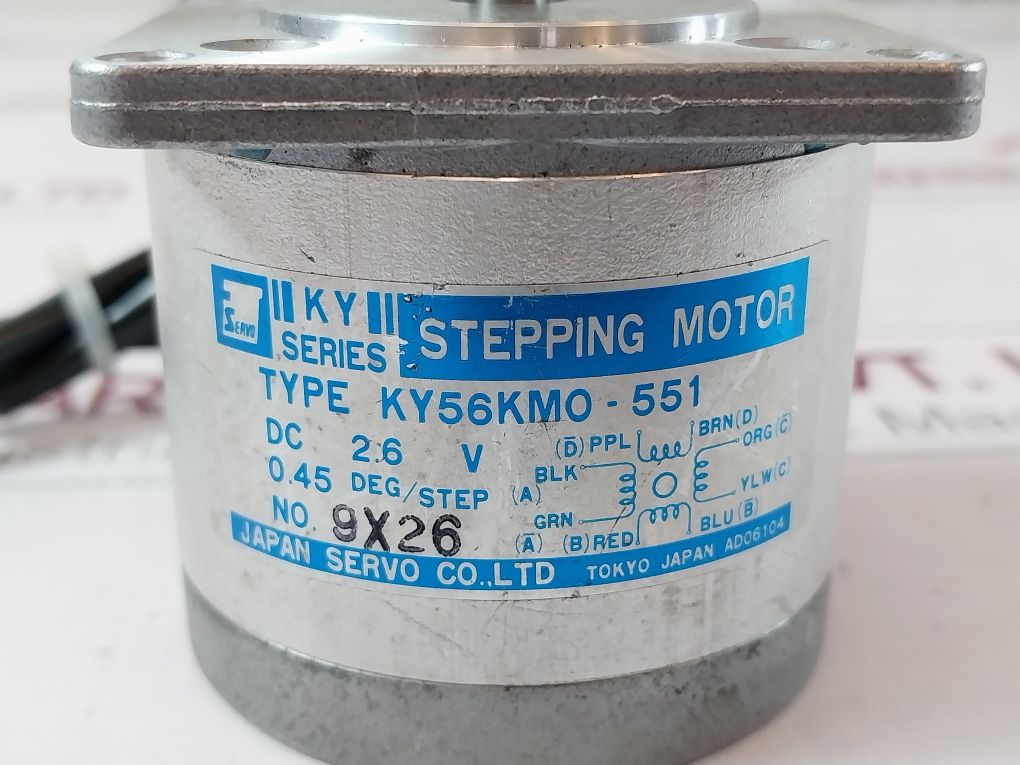 SERVO
KY
SERIES
STEPPING MOTOR
TYPE KY56KM0-551
DC 2.6 V
0.45 DEG/STEP
NO. 9X26
(D̅) PPL
BRN (D)
ORG (C̅)
BLK
(A)
YLW (C)
GRN
(A̅)
(B) RED
BLU (B̅)
JAPAN SERVO CO.,LTD TOKYO JAPAN AD06104